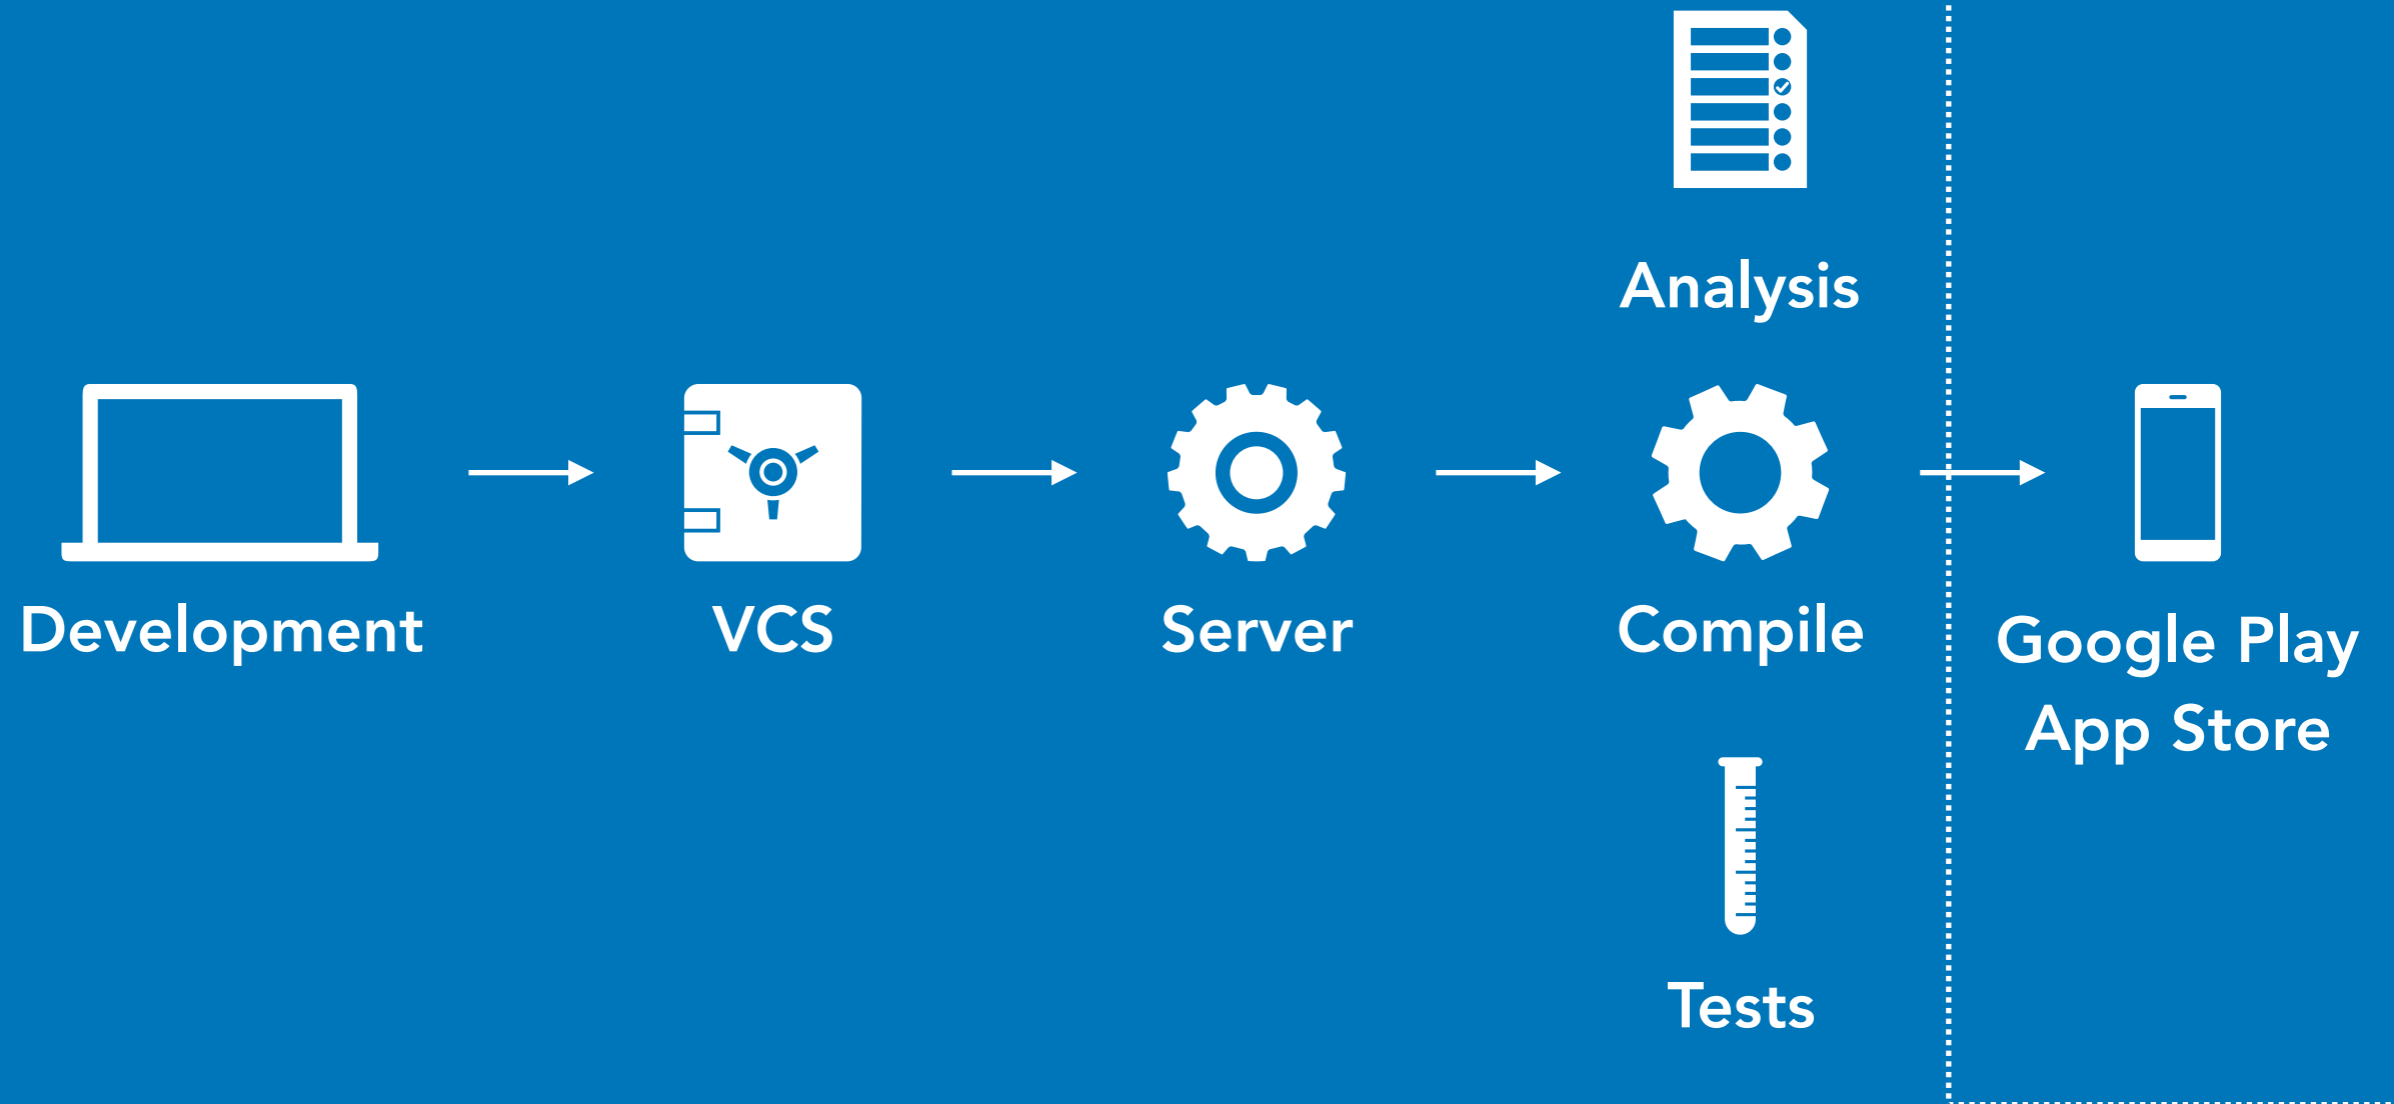 Analysis
Development
VCS
Server
Compile
Google Play
App Store
Tests